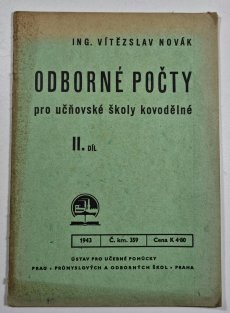 ING. VÍTĚZSLAV NOVÁK
ODBORNÉ POČTY
pro učňovské školy kovodělné
II. DÍL
1943 Č. km. 359 Cena K 4·80
ÚSTAV PRO UČEBNÉ POMŮCKY
PRŮMYSLOVÝCH A ODBORNÝCH ŠKOL · PRAHA